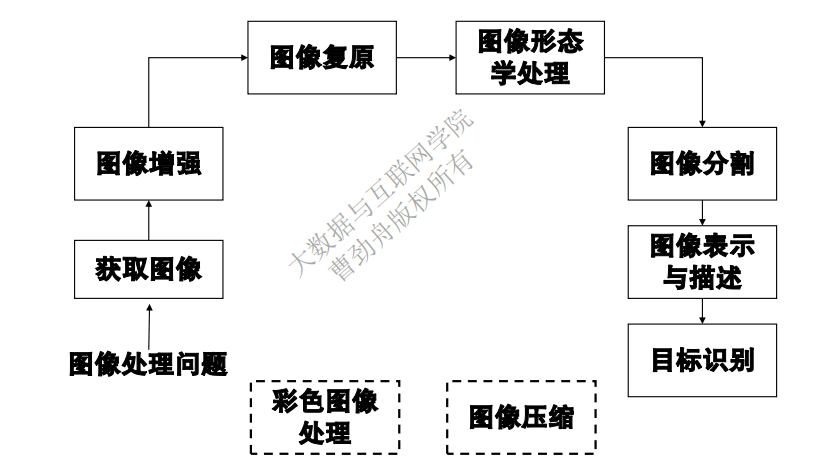 图像复原
图像形态
学处理
图像增强
图像分割
获取图像
图像表示
与描述
图像处理问题
目标识别
彩色图像
处理
图像压缩
大数据与互联网学院
曹劲舟版权所有